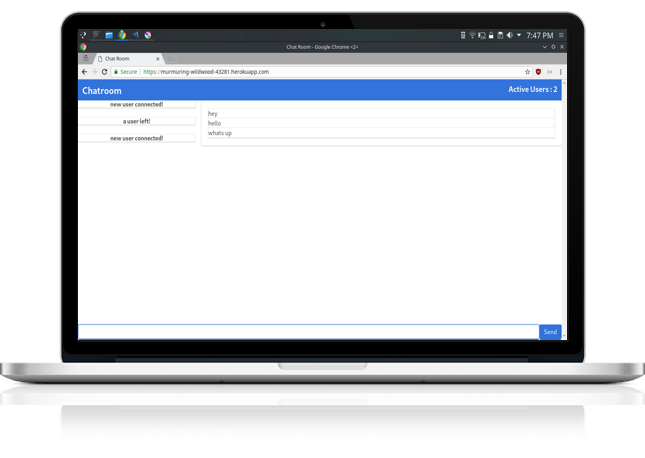 7:47 PM
Chat Room - Google Chrome <2>
Chat Room
Secure
https://murmuring-wildwood-43281.herokuapp.com
Chatroom
Active Users : 2
new user connected!
a user left!
new user connected!
hey
hello
whats up
Send